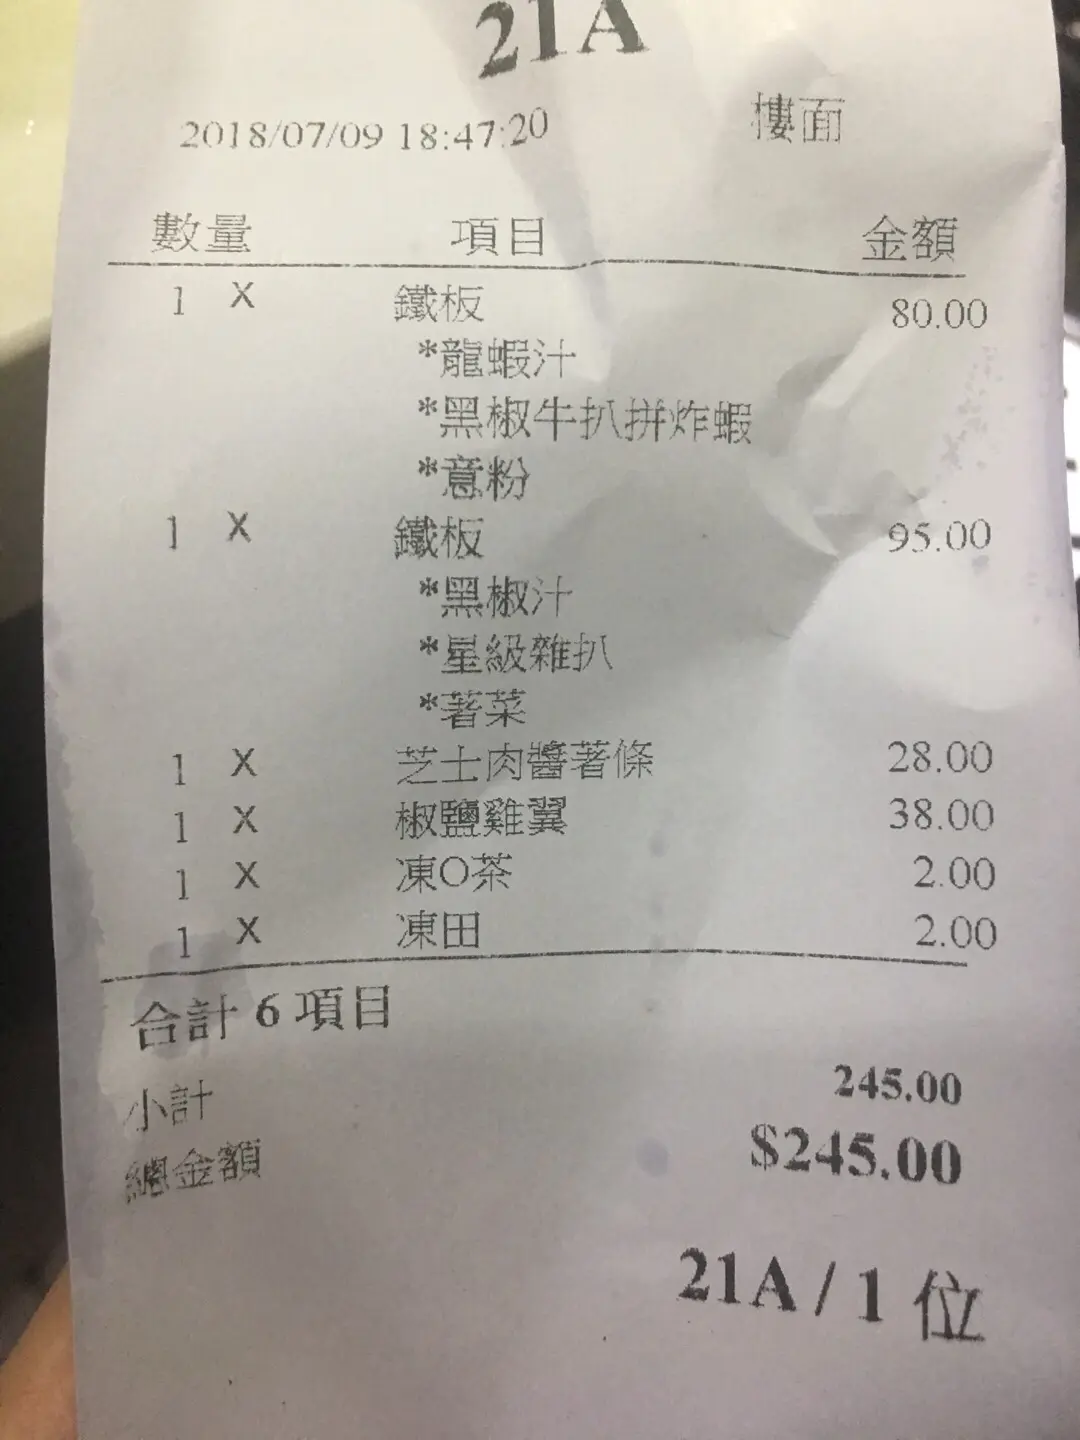 21A
2018/07/09 18:47:20 樓面
數量 項目 金額
1 X 鐵板 80.00
*龍蝦汁
*黑椒牛扒拼炸蝦
*意粉
1 X 鐵板 95.00
*黑椒汁
*星級雜扒
*著菜
1 X 芝士肉醬著條 28.00
1 X 椒鹽雞翼 38.00
1 X 凍O茶 2.00
1 X 凍田 2.00
合計 6 項目
小計 245.00
總金額 $245.00
21A / 1 位